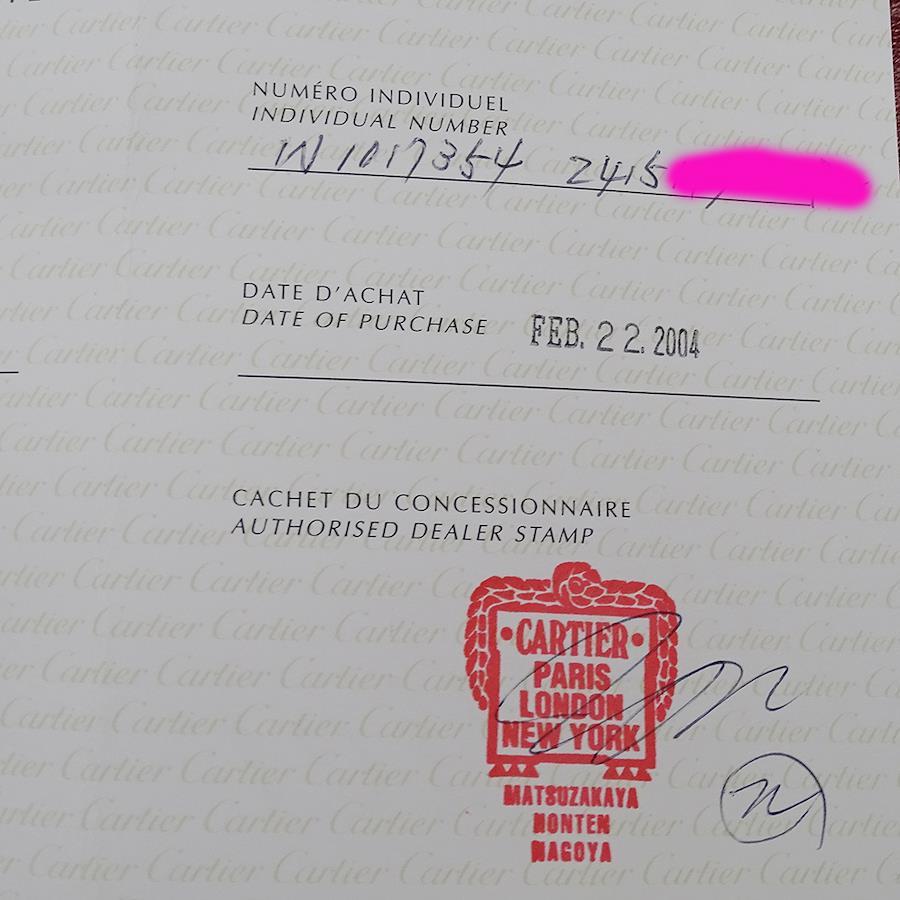 NUMÉRO INDIVIDUEL
INDIVIDUAL NUMBER
W1017354 2415
DATE D'ACHAT
DATE OF PURCHASE
FEB. 22. 2004
CACHET DU CONCESSIONNAIRE
AUTHORISED DEALER STAMP
•CARTIER•
PARIS
LONDON
NEW YORK
MATSUZAKAYA
HONTEN
NAGOYA